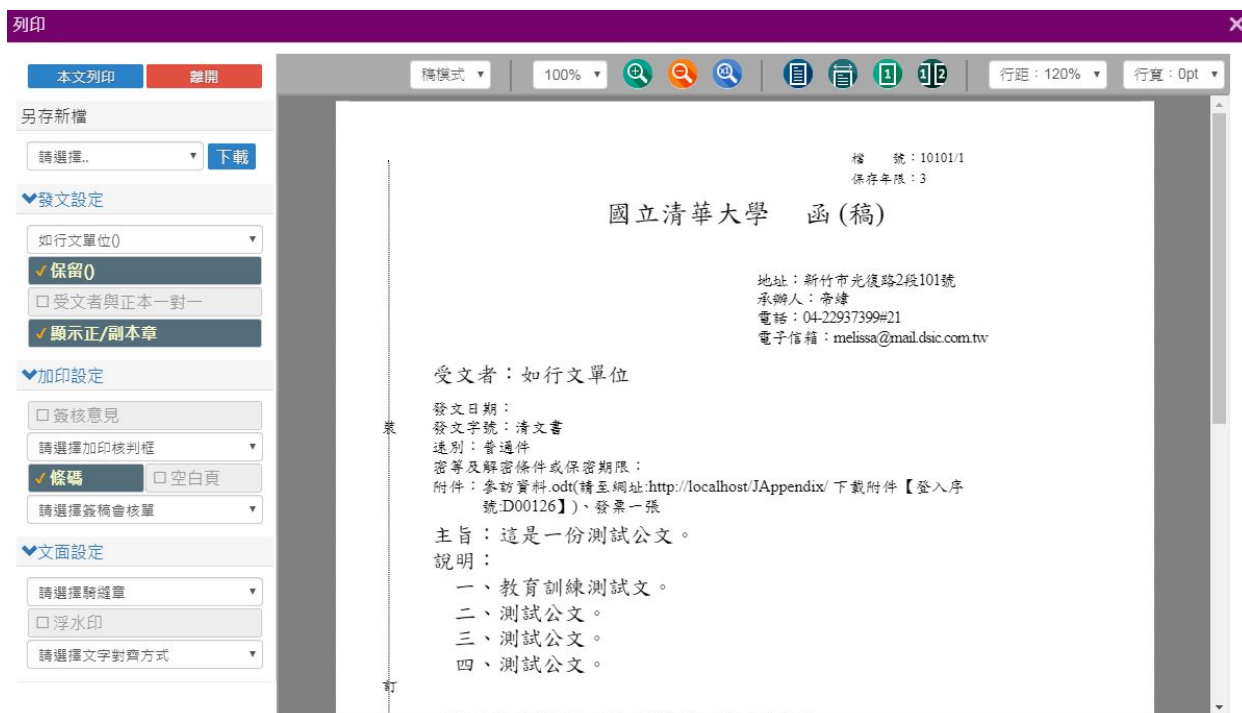 列印
本文列印 離開
另存新檔
請選擇.. 下載
發文設定
如行文單位()
保留()
受文者與正本一對一
顯示正/副本章
加印設定
簽核意見
請選擇加印核判框
條碼 空白頁
請選擇簽稿會核單
文面設定
請選擇騎縫章
浮水印
請選擇文字對齊方式
稿模式 100% 行距：120% 行寬：0pt
檔　號：10101/1
保存年限：3
國立清華大學　函(稿)
地址：新竹市光復路2段101號
承辦人：帝緯
電話：04-22937399#21
電子信箱：melissa@mail.dsic.com.tw
受文者：如行文單位
發文日期：
裝
發文字號：清文書
速別：普通件
密等及解密條件或保密期限：
附件：參訪資料.odt(請至網址:http://localhost/JAppendix/ 下載附件【登入序
號:D00126】)、發票一張
主旨：這是一份測試公文。
說明：
一、教育訓練測試文。
二、測試公文。
三、測試公文。
四、測試公文。
訂